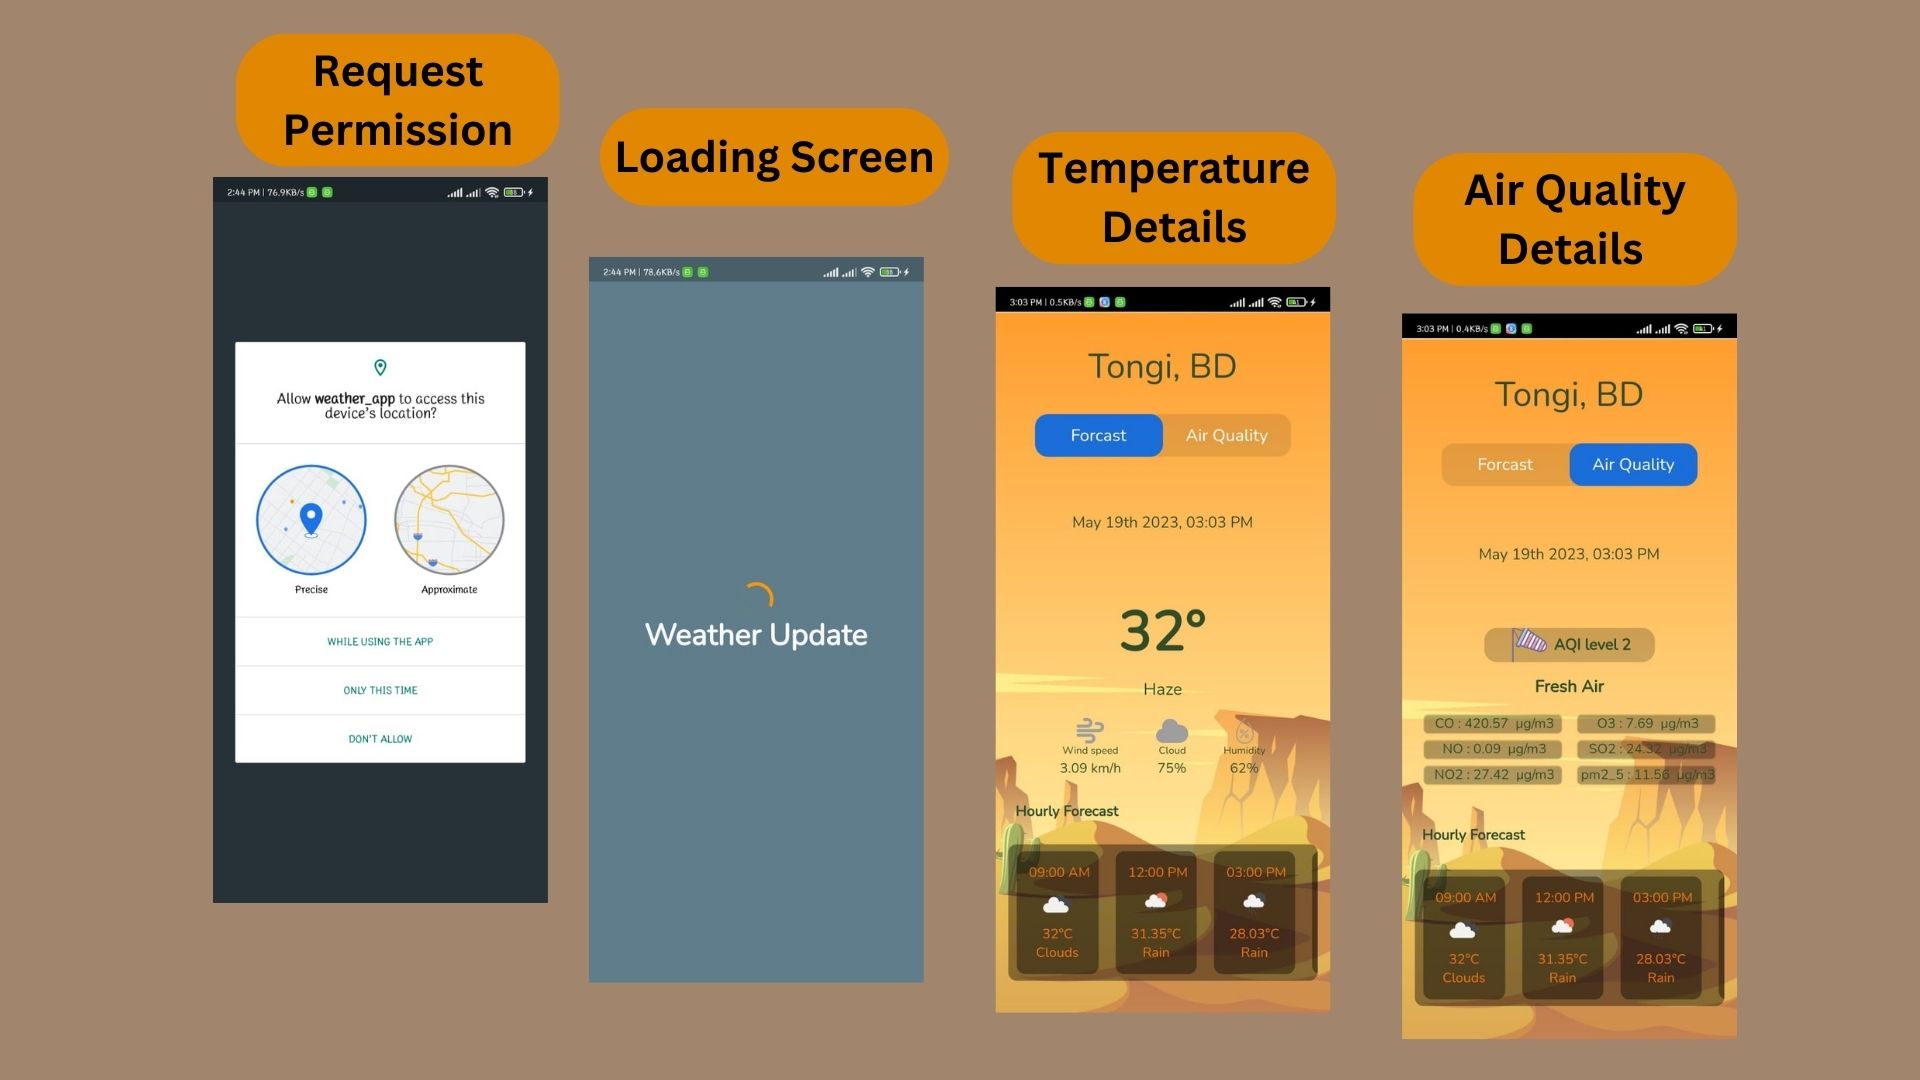 Request
Permission
2:44 PM | 76.9KB/s
Allow weather_app to access this
device's location?
Precise
Approximate
WHILE USING THE APP
ONLY THIS TIME
DON'T ALLOW
Loading Screen
2:44 PM | 78.6KB/s
Weather Update
Temperature
Details
3:03 PM | 0.5KB/s
Tongi, BD
Forcast
Air Quality
May 19th 2023, 03:03 PM
32°
Haze
Wind speed
3.09 km/h
Cloud
75%
Humidity
62%
Hourly Forecast
09:00 AM
32°C
Clouds
12:00 PM
31.35°C
Rain
03:00 PM
28.03°C
Rain
Air Quality
Details
3:03 PM | 0.4KB/s
Tongi, BD
Forcast
Air Quality
May 19th 2023, 03:03 PM
AQI level 2
Fresh Air
CO : 420.57 µg/m3
O3 : 7.69 µg/m3
NO : 0.09 µg/m3
SO2 : 24.32 µg/m3
NO2 : 27.42 µg/m3
pm2_5 : 11.56 µg/m3
Hourly Forecast
09:00 AM
32°C
Clouds
12:00 PM
31.35°C
Rain
03:00 PM
28.03°C
Rain